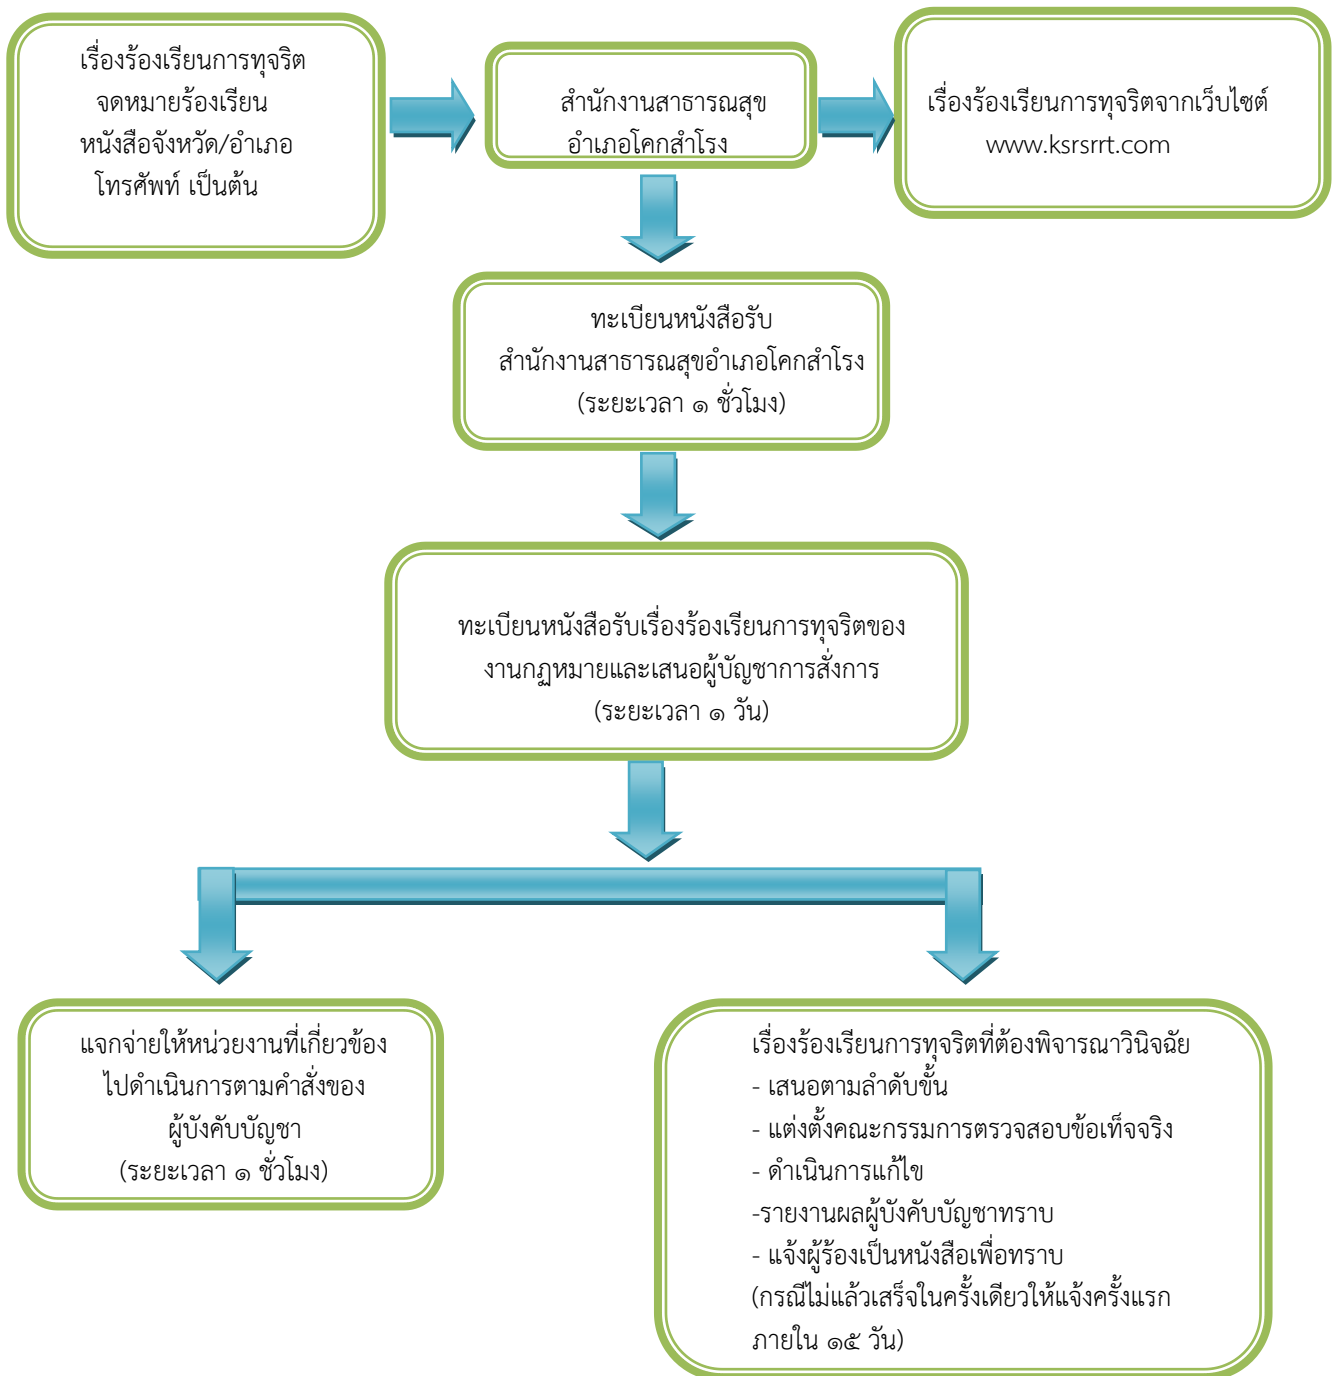 เรื่องร้องเรียนการทุจริต
จดหมายร้องเรียน
หนังสือจังหวัด/อำเภอ
โทรศัพท์ เป็นต้น
สำนักงานสาธารณสุข
อำเภอโคกสำโรง
เรื่องร้องเรียนการทุจริตจากเว็บไซต์
www.ksrsrrt.com
ทะเบียนหนังสือรับ
สำนักงานสาธารณสุขอำเภอโคกสำโรง
(ระยะเวลา ๑ ชั่วโมง)
ทะเบียนหนังสือรับเรื่องร้องเรียนการทุจริตของ
งานกฎหมายและเสนอผู้บัญชาการสั่งการ
(ระยะเวลา ๑ วัน)
แจกจ่ายให้หน่วยงานที่เกี่ยวข้อง
ไปดำเนินการตามคำสั่งของ
ผู้บังคับบัญชา
(ระยะเวลา ๑ ชั่วโมง)
เรื่องร้องเรียนการทุจริตที่ต้องพิจารณาวินิจฉัย
- เสนอตามลำดับขั้น
- แต่งตั้งคณะกรรมการตรวจสอบข้อเท็จจริง
- ดำเนินการแก้ไข
-รายงานผลผู้บังคับบัญชาทราบ
- แจ้งผู้ร้องเป็นหนังสือเพื่อทราบ
(กรณีไม่แล้วเสร็จในครั้งเดียวให้แจ้งครั้งแรก
ภายใน ๑๕ วัน)